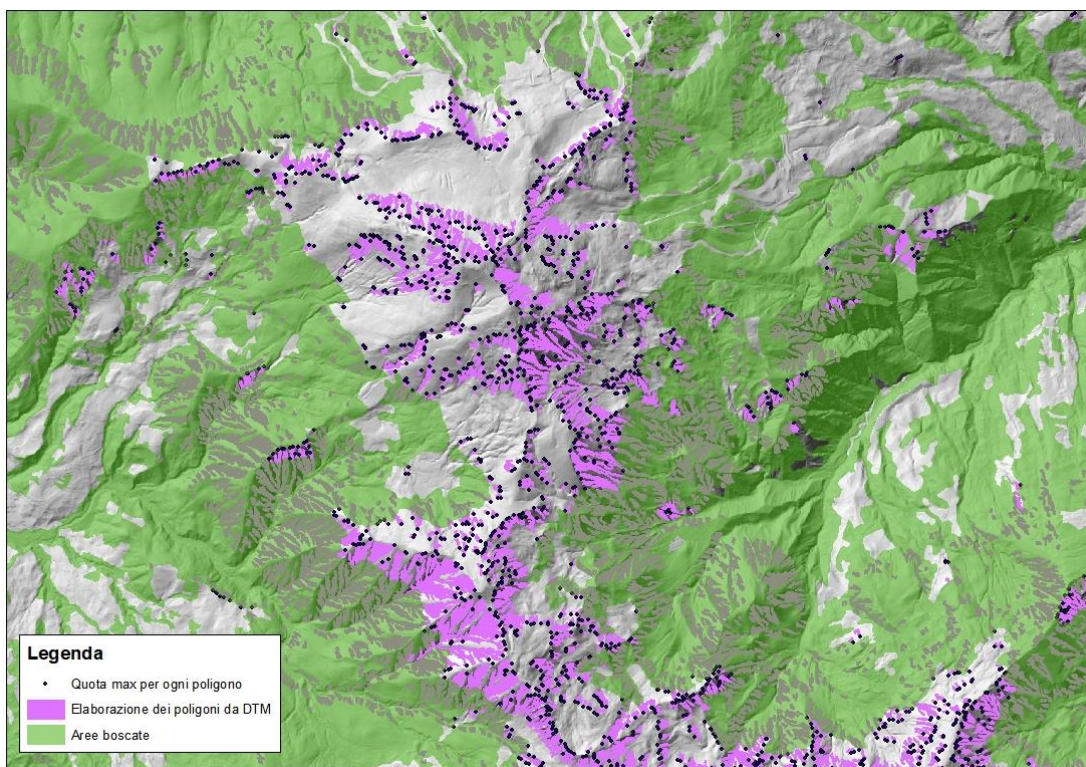 Legenda
Quota max per ogni poligono
Elaborazione dei poligoni da DTM
Aree boscate